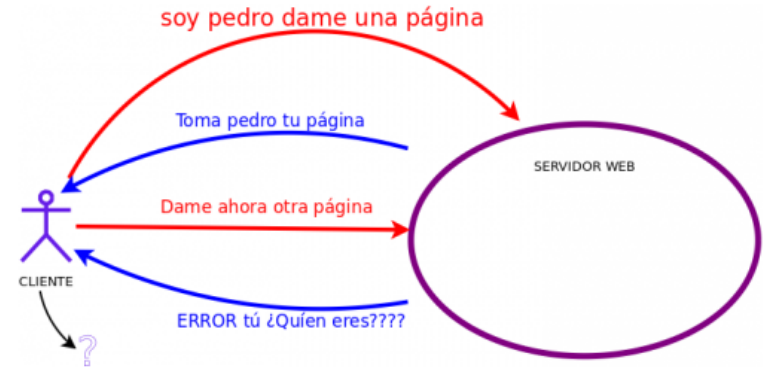 soy pedro dame una página
Toma pedro tu página
SERVIDOR WEB
Dame ahora otra página
CLIENTE
ERROR tú ¿Quíen eres????
?